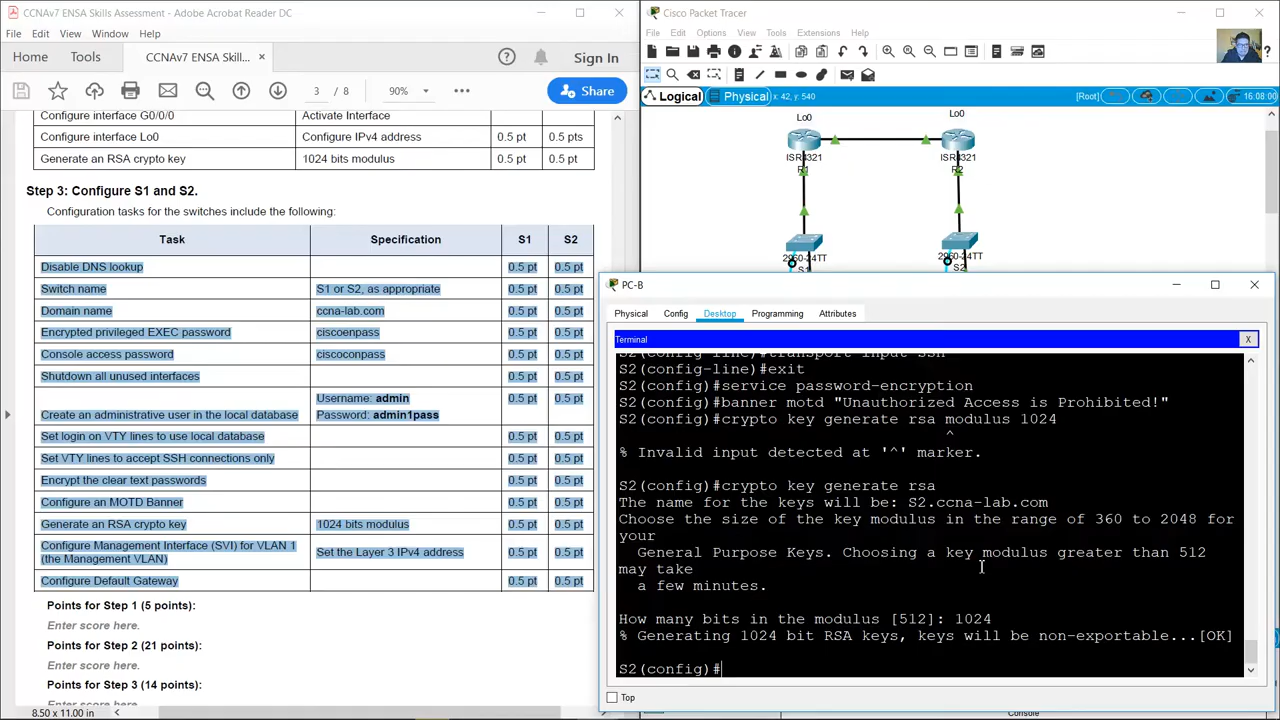 CCNAv7 ENSA Skills Assessment - Adobe Acrobat Reader DC
File Edit View Window Help
Home Tools CCNAv7 ENSA Skill... × Sign In
3 / 8 90% Share
Configure interface G0/0/0 Activate Interface
Configure interface Lo0 Configure IPv4 address 0.5 pt 0.5 pts
Generate an RSA crypto key 1024 bits modulus 0.5 pt 0.5 pt
Step 3: Configure S1 and S2.
Configuration tasks for the switches include the following:
Task Specification S1 S2
Disable DNS lookup 0.5 pt 0.5 pt
Switch name S1 or S2, as appropriate 0.5 pt 0.5 pt
Domain name ccna-lab.com 0.5 pt 0.5 pt
Encrypted privileged EXEC password ciscoenpass 0.5 pt 0.5 pt
Console access password ciscoconpass 0.5 pt 0.5 pt
Shutdown all unused interfaces 0.5 pt 0.5 pt
Create an administrative user in the local database Username: admin 0.5 pt 0.5 pt
Password: admin1pass
Set login on VTY lines to use local database 0.5 pt 0.5 pt
Set VTY lines to accept SSH connections only 0.5 pt 0.5 pt
Encrypt the clear text passwords 0.5 pt 0.5 pt
Configure an MOTD Banner 0.5 pt 0.5 pt
Generate an RSA crypto key 1024 bits modulus 0.5 pt 0.5 pt
Configure Management Interface (SVI) for VLAN 1
(the Management VLAN) Set the Layer 3 IPv4 address 0.5 pt 0.5 pt
Configure Default Gateway 0.5 pt 0.5 pt
Points for Step 1 (5 points):
Enter score here.
Points for Step 2 (21 points):
Enter score here.
Points for Step 3 (14 points):
8.50 x 11.00 in
Cisco Packet Tracer
File Edit Options View Tools Extensions Help
Logical Physical x: 42, y: 540 [Root] 16:08:00
Lo0 Lo0
ISR4321 ISR4321
R1 R2
2960-24TT 2960-24TT
S1 S2
PC-B
Physical Config Desktop Programming Attributes
Terminal X
S2(config-line)#transport input ssh
S2(config-line)#exit
S2(config)#service password-encryption
S2(config)#banner motd "Unauthorized Access is Prohibited!"
S2(config)#crypto key generate rsa modulus 1024
^
% Invalid input detected at '^' marker.
S2(config)#crypto key generate rsa
The name for the keys will be: S2.ccna-lab.com
Choose the size of the key modulus in the range of 360 to 2048 for
your
General Purpose Keys. Choosing a key modulus greater than 512
may take
a few minutes.
How many bits in the modulus [512]: 1024
% Generating 1024 bit RSA keys, keys will be non-exportable...[OK]
S2(config)#
Top
Console